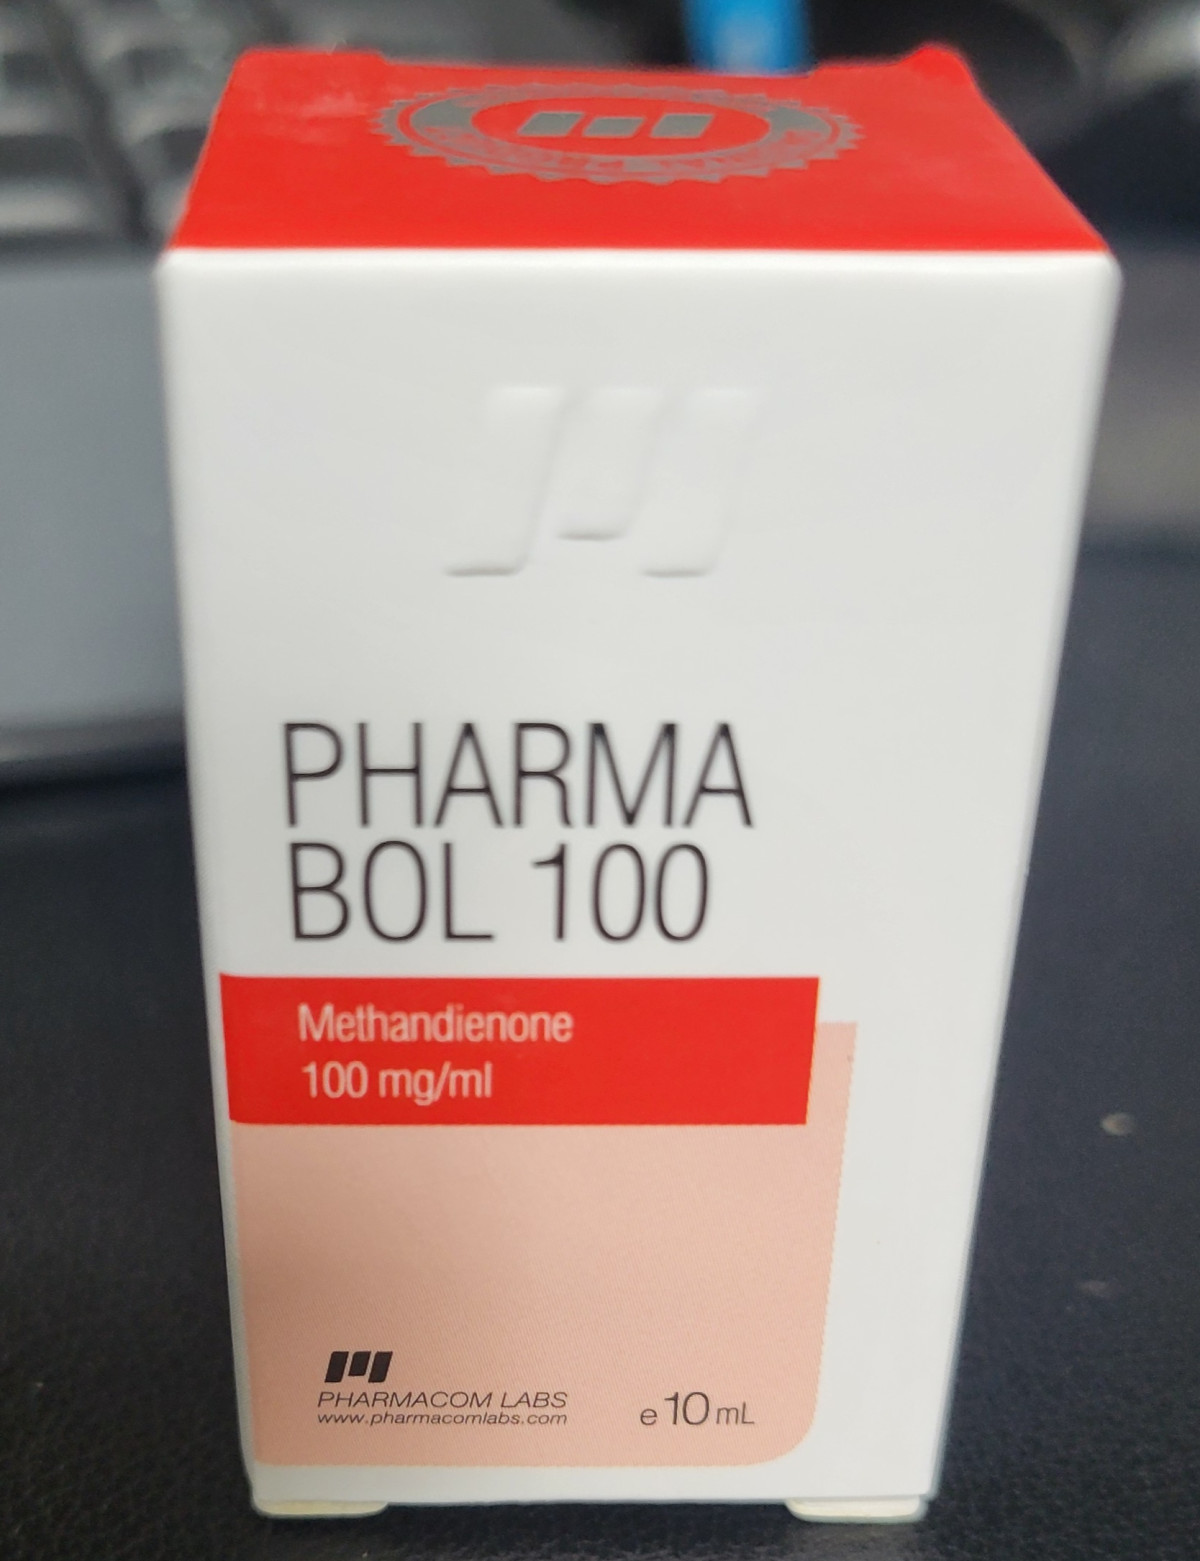 PHARMA
BOL 100
Methandienone
100 mg/ml
PHARMACOM LABS
www.pharmacomlabs.com
e 10 mL